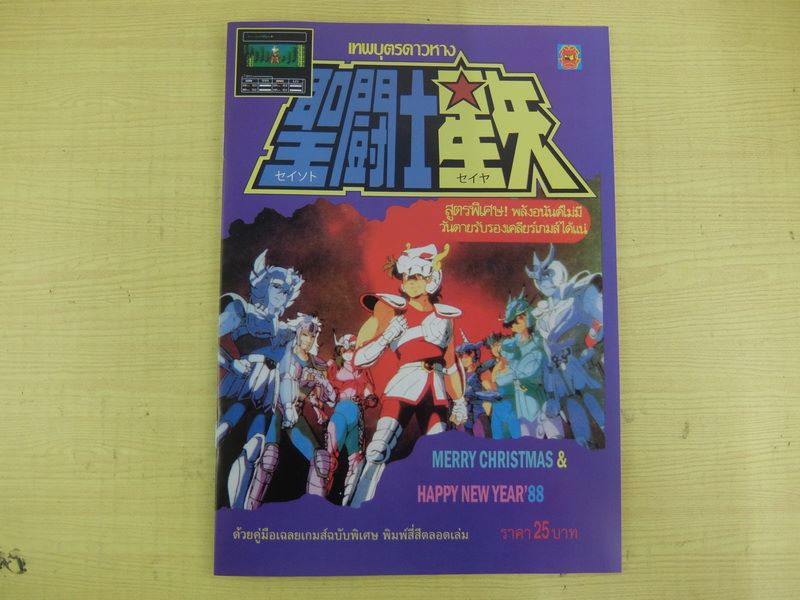 เทพบุตรดาวหาง
聖闘士星矢
セイソト
セイヤ
สูตรพิเศษ! พลังอนันต์ไม่มี
วันตายรับรองเคลียร์เกมส์ได้แน่
MERRY CHRISTMAS &
HAPPY NEW YEAR'88
ด้วยคู่มือเฉลยเกมส์ฉบับพิเศษ พิมพ์สี่สีตลอดเล่ม
ราคา 25 บาท